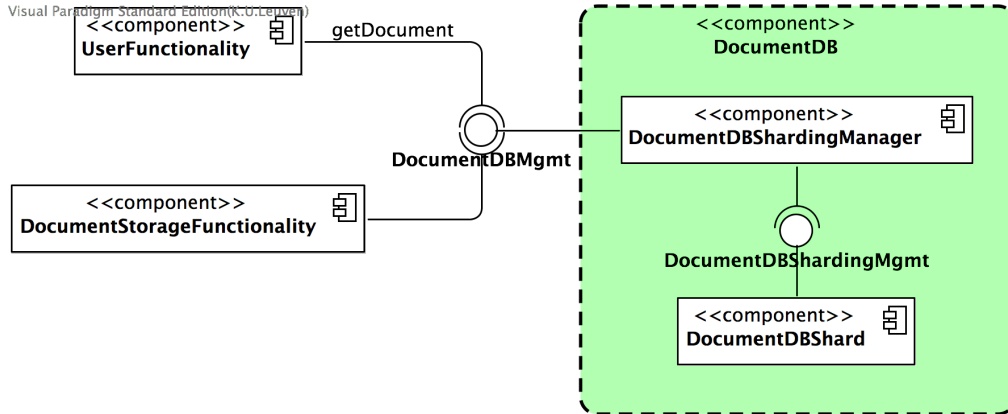 Visual Paradigm Standard Edition(K.U.Leuven)
<<component>>
UserFunctionality
getDocument
<<component>>
DocumentDB
<<component>>
DocumentDBShardingManager
DocumentDBMgmt
<<component>>
DocumentStorageFunctionality
DocumentDBShardingMgmt
<<component>>
DocumentDBShard